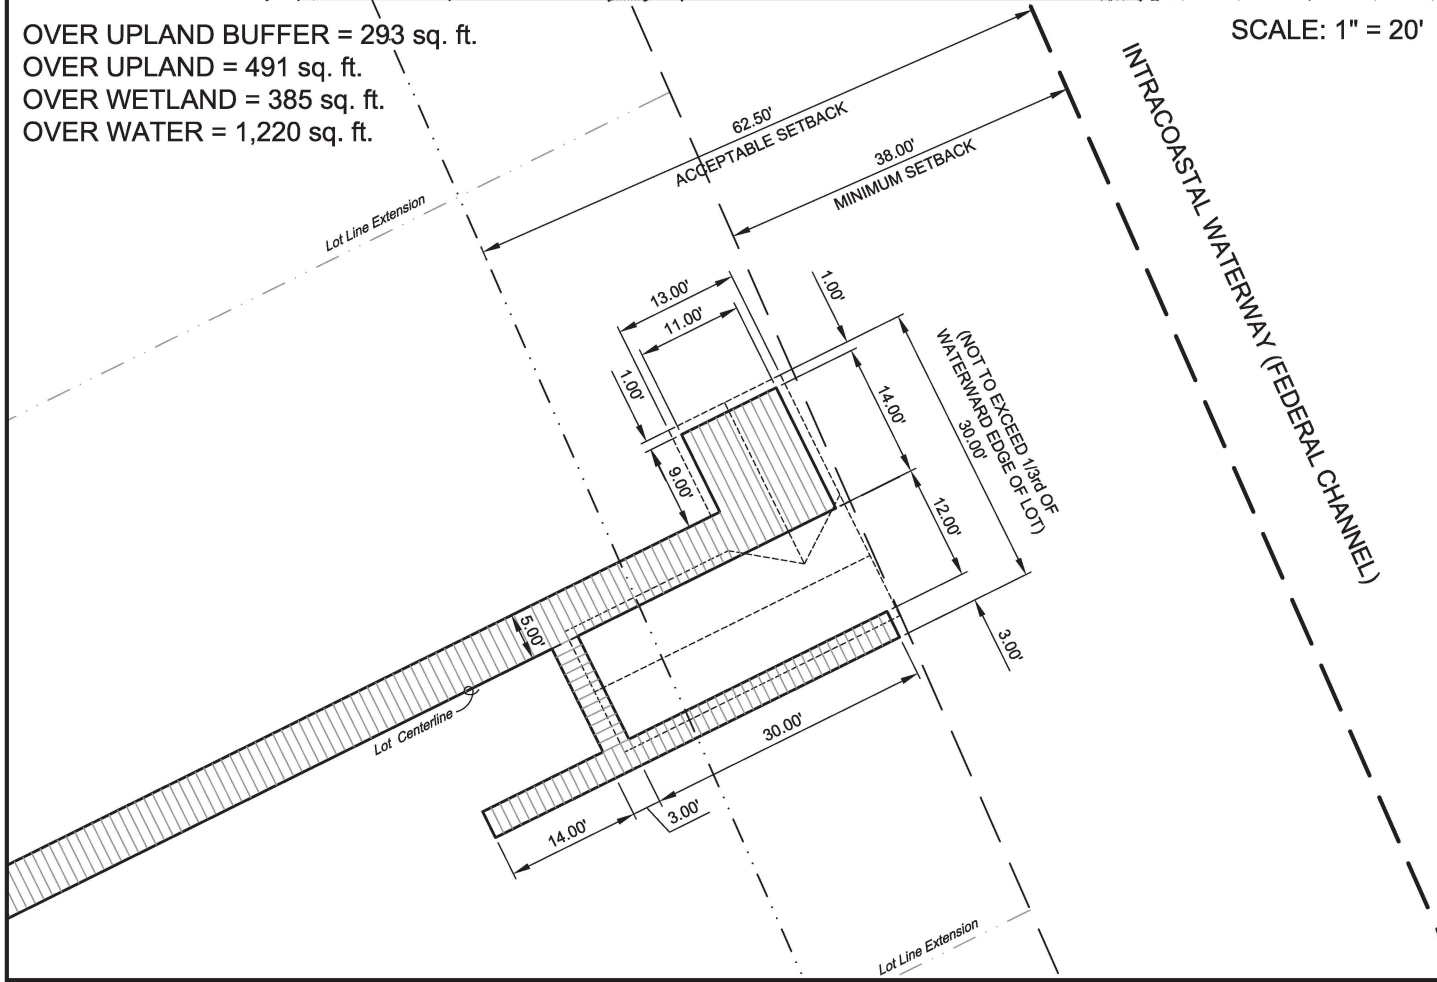 OVER UPLAND BUFFER = 293 sq. ft.
OVER UPLAND = 491 sq. ft.
OVER WETLAND = 385 sq. ft.
OVER WATER = 1,220 sq. ft.
SCALE: 1" = 20'
62.50'
ACCEPTABLE SETBACK
38.00'
MINIMUM SETBACK
INTRACOASTAL WATERWAY (FEDERAL CHANNEL)
Lot Line Extension
13.00'
11.00'
1.00'
1.00'
14.00'
(NOT TO EXCEED 1/3rd OF
WATERWARD EDGE OF LOT)
30.00'
9.00'
12.00'
5.00'
3.00'
Lot Centerline
30.00'
3.00'
14.00'
Lot Line Extension